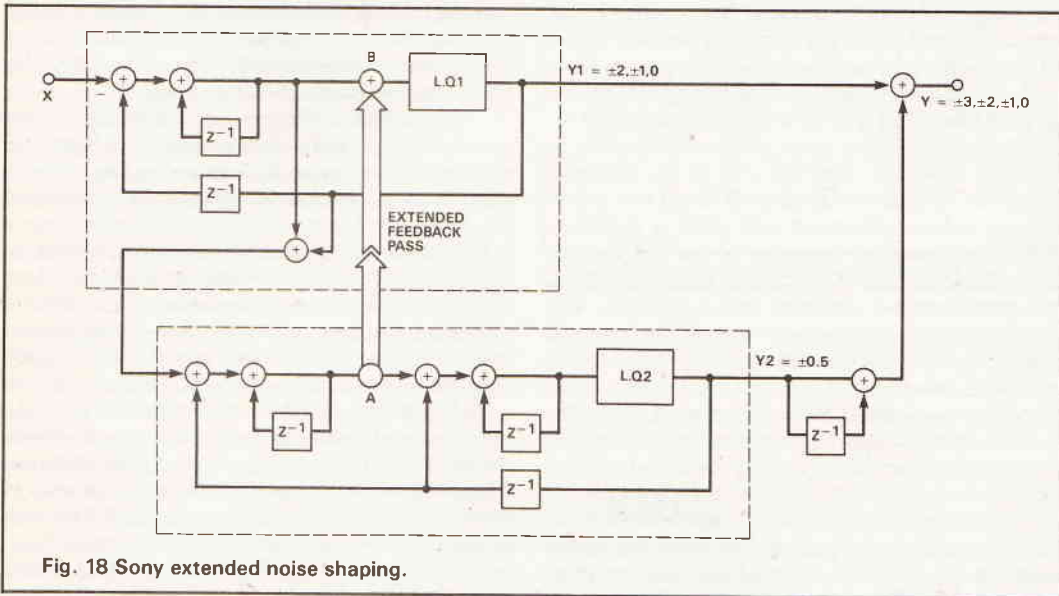 B
L.Q1
Y1 = ±2,±1,0
X
−
Y = ±3,±2,±1,0
Z−1
Z−1
EXTENDED
FEEDBACK
PASS
L.Q2
Y2 = ±0.5
A
Z−1
Z−1
Z−1
Z−1
Fig. 18 Sony extended noise shaping.